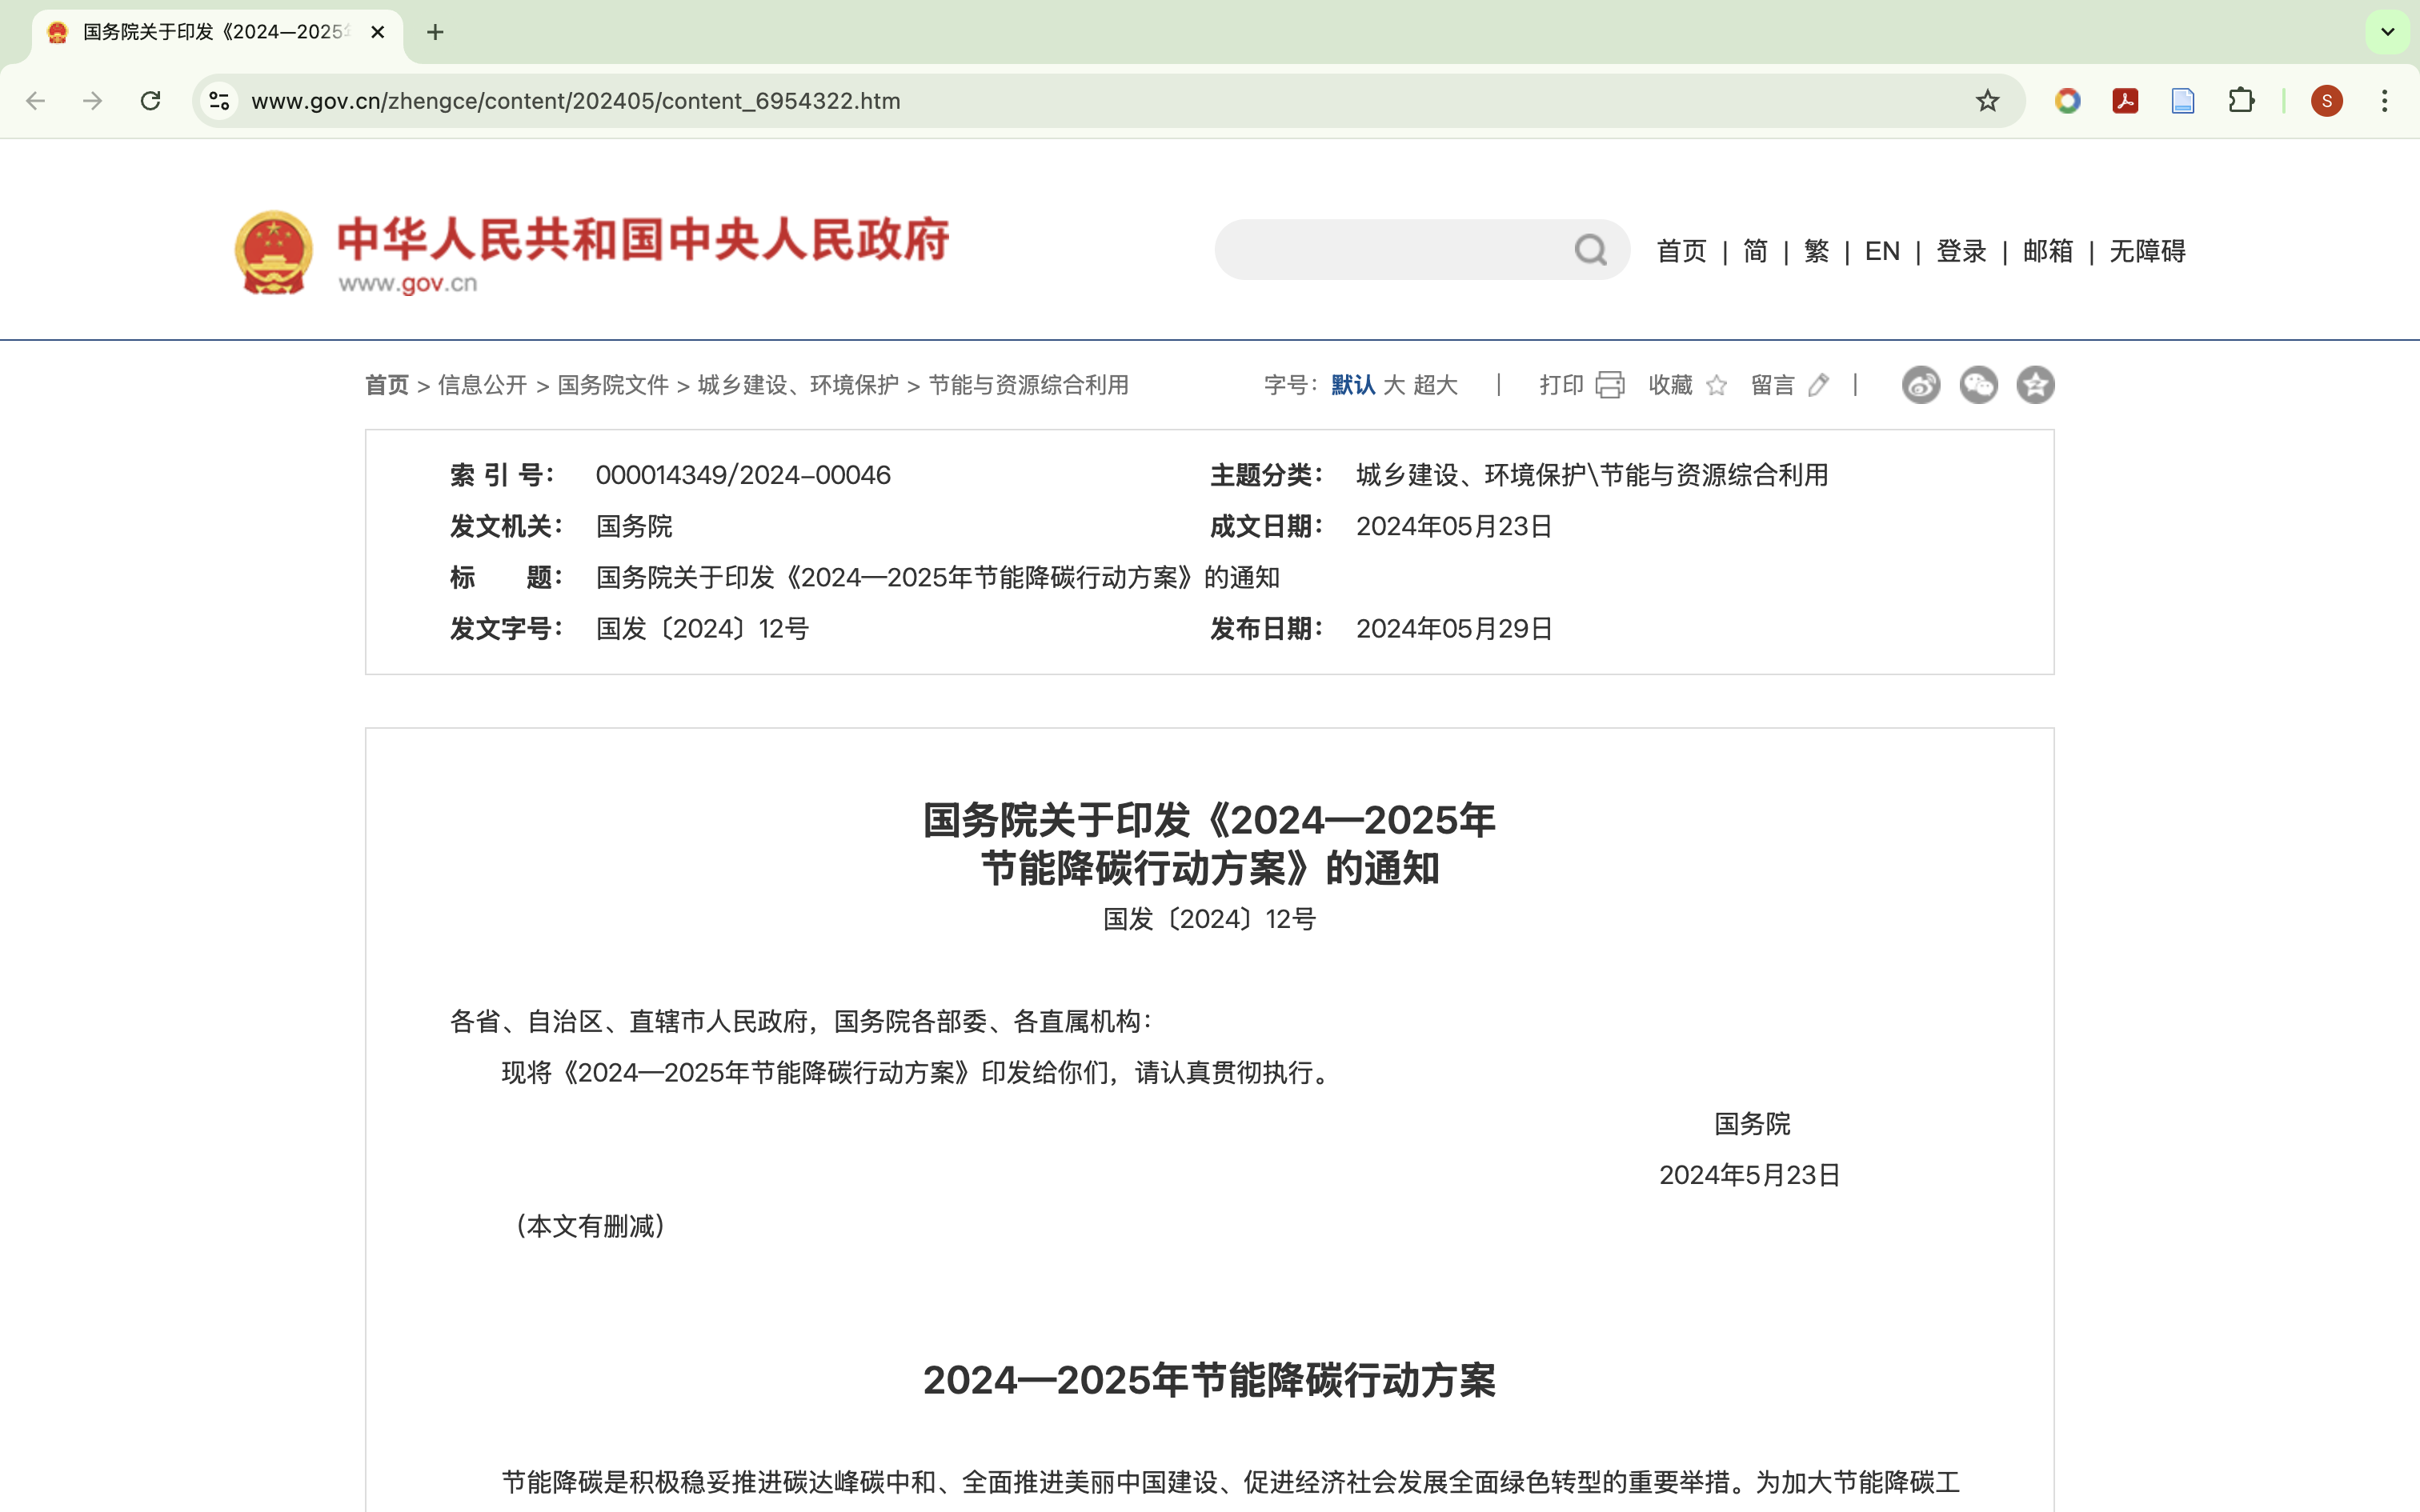 国务院关于印发《2024—2025
www.gov.cn/zhengce/content/202405/content_6954322.htm
S
中华人民共和国中央人民政府
www.gov.cn
首页 | 简 | 繁 | EN | 登录 | 邮箱 | 无障碍
首页 > 信息公开 > 国务院文件 > 城乡建设、环境保护 > 节能与资源综合利用
字号：默认 大 超大 | 打印 收藏 留言 |
索 引 号： 000014349/2024-00046 主题分类： 城乡建设、环境保护\节能与资源综合利用
发文机关： 国务院 成文日期： 2024年05月23日
标 题： 国务院关于印发《2024—2025年节能降碳行动方案》的通知
发文字号： 国发〔2024〕12号 发布日期： 2024年05月29日
国务院关于印发《2024—2025年
节能降碳行动方案》的通知
国发〔2024〕12号
各省、自治区、直辖市人民政府，国务院各部委、各直属机构：
现将《2024—2025年节能降碳行动方案》印发给你们，请认真贯彻执行。
国务院
2024年5月23日
（本文有删减）
2024—2025年节能降碳行动方案
节能降碳是积极稳妥推进碳达峰碳中和、全面推进美丽中国建设、促进经济社会发展全面绿色转型的重要举措。为加大节能降碳工